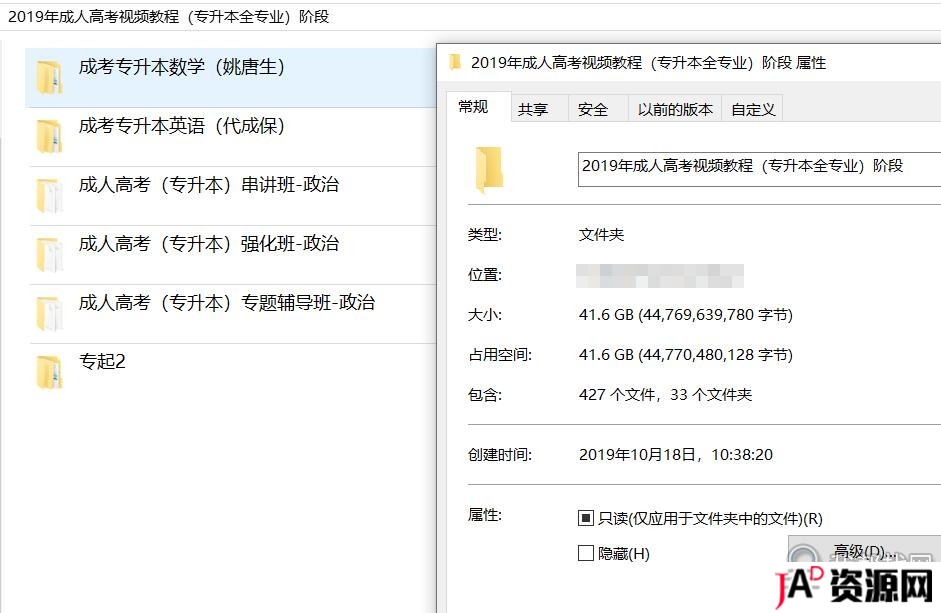 2019年成人高考视频教程（专升本全专业）阶段
成考专升本数学（姚唐生）
成考专升本英语（代成保）
成人高考（专升本）串讲班-政治
成人高考（专升本）强化班-政治
成人高考（专升本）专题辅导班-政治
专起2
2019年成人高考视频教程（专升本全专业）阶段 属性
常规 共享 安全 以前的版本 自定义
2019年成人高考视频教程（专升本全专业）阶段
类型: 文件夹
位置:
大小: 41.6 GB (44,769,639,780 字节)
占用空间: 41.6 GB (44,770,480,128 字节)
包含: 427 个文件，33 个文件夹
创建时间: 2019年10月18日，10:38:20
属性: 只读(仅应用于文件夹中的文件)(R)
隐藏(H) 高级(D)...
JAD资源网